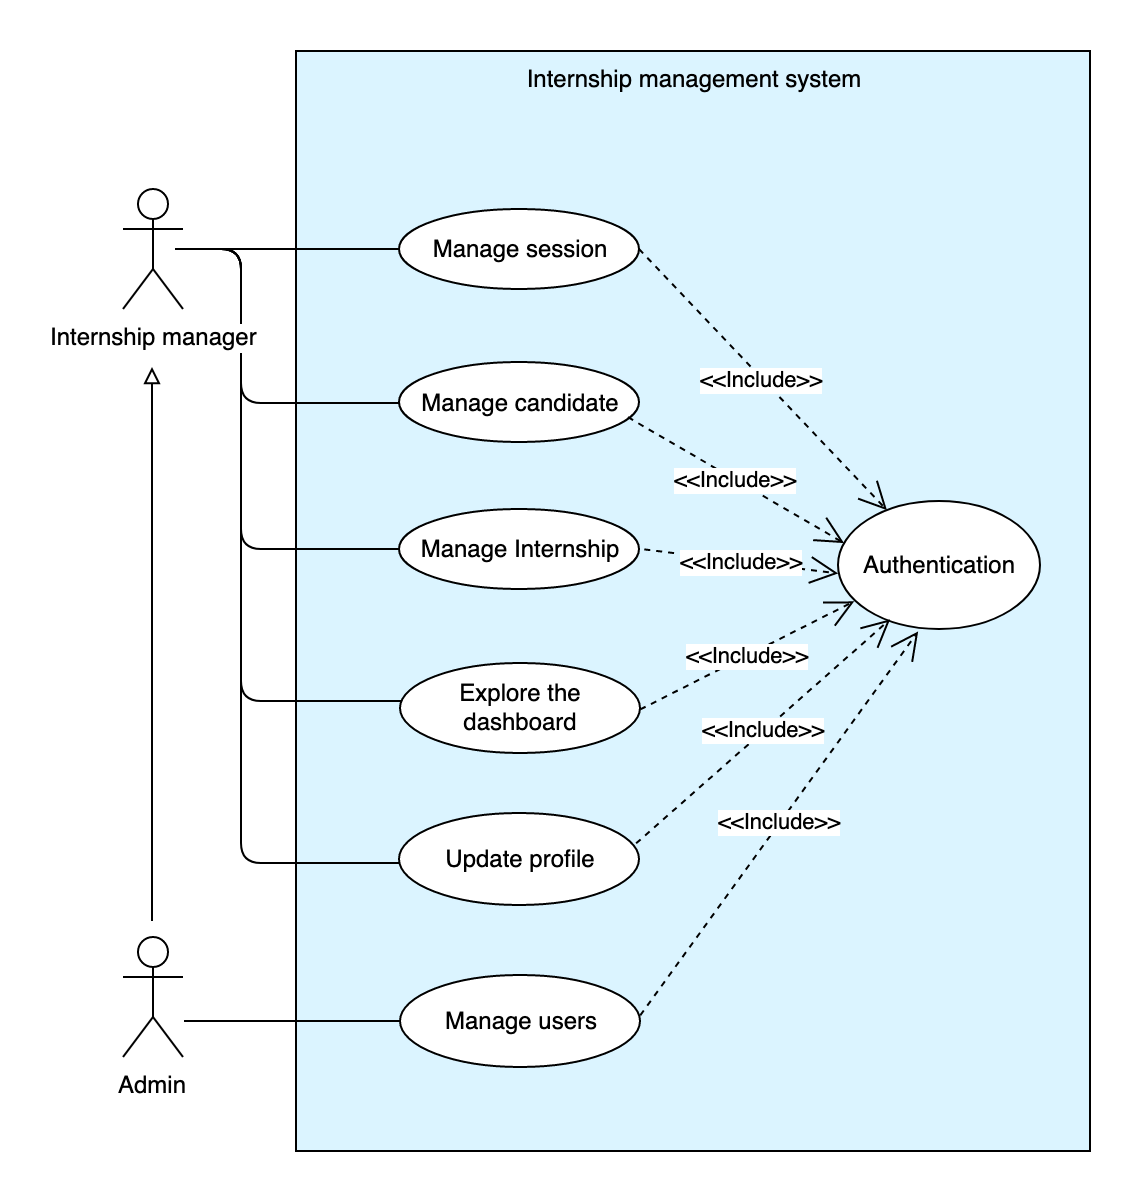 Internship management system
Manage session
Internship manager
<<Include>>
Manage candidate
<<Include>>
Manage Internship
<<Include>>
Authentication
<<Include>>
Explore the
dashboard
<<Include>>
<<Include>>
Update profile
Manage users
Admin